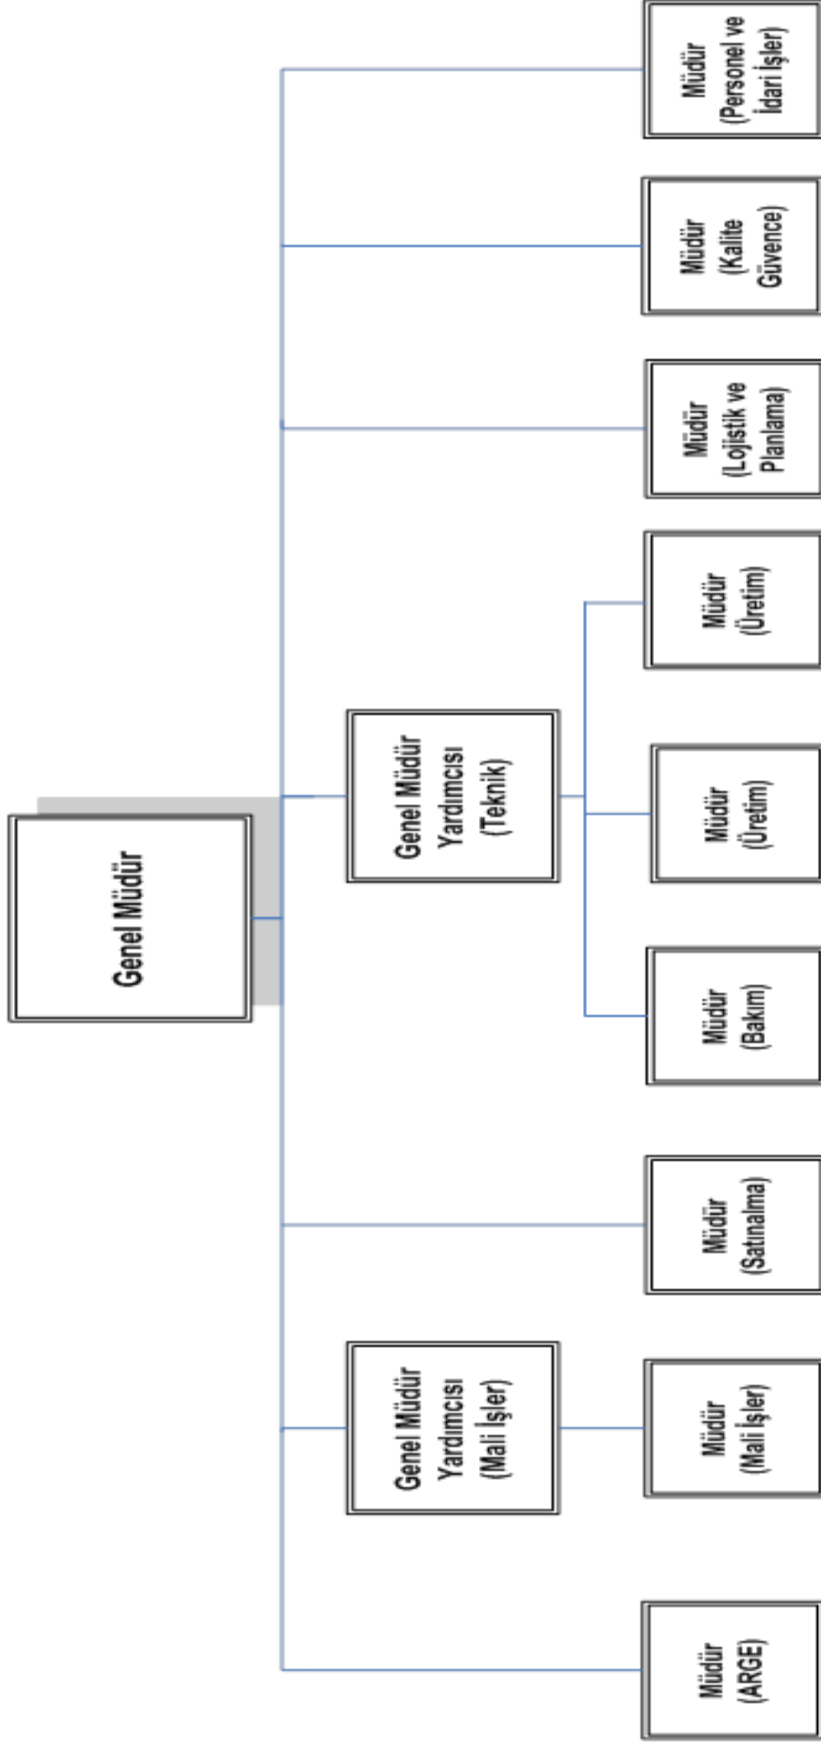 Genel Müdür
Genel Müdür
Yardımcısı
(Mali İşler)
Genel Müdür
Yardımcısı
(Teknik)
Müdür
(ARGE)
Müdür
(Mali İşler)
Müdür
(Satınalma)
Müdür
(Bakım)
Müdür
(Üretim)
Müdür
(Üretim)
Müdür
(Lojistik ve
Planlama)
Müdür
(Kalite
Güvence)
Müdür
(Personel ve
İdari İşler)